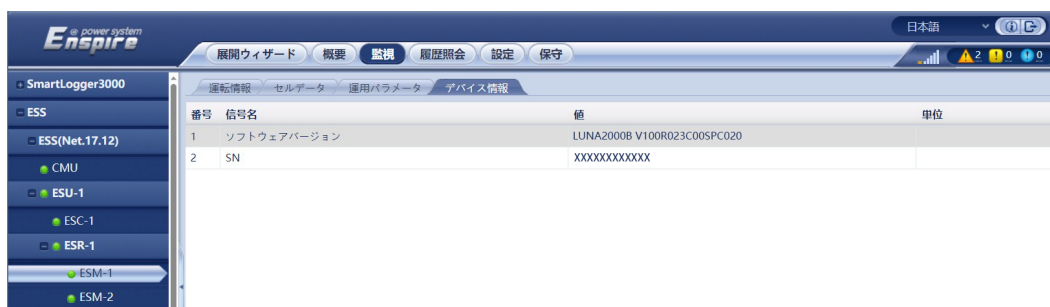 e power system
Enspire
日本語
展開ウィザード 概要 監視 履歴照会 設定 保守
2 0 0
SmartLogger3000
ESS
ESS(Net.17.12)
CMU
ESU-1
ESC-1
ESR-1
ESM-1
ESM-2
運転情報 セルデータ 運用パラメータ デバイス情報
番号 信号名 値 単位
1 ソフトウェアバージョン LUNA2000B V100R023C00SPC020
2 SN XXXXXXXXXXXX